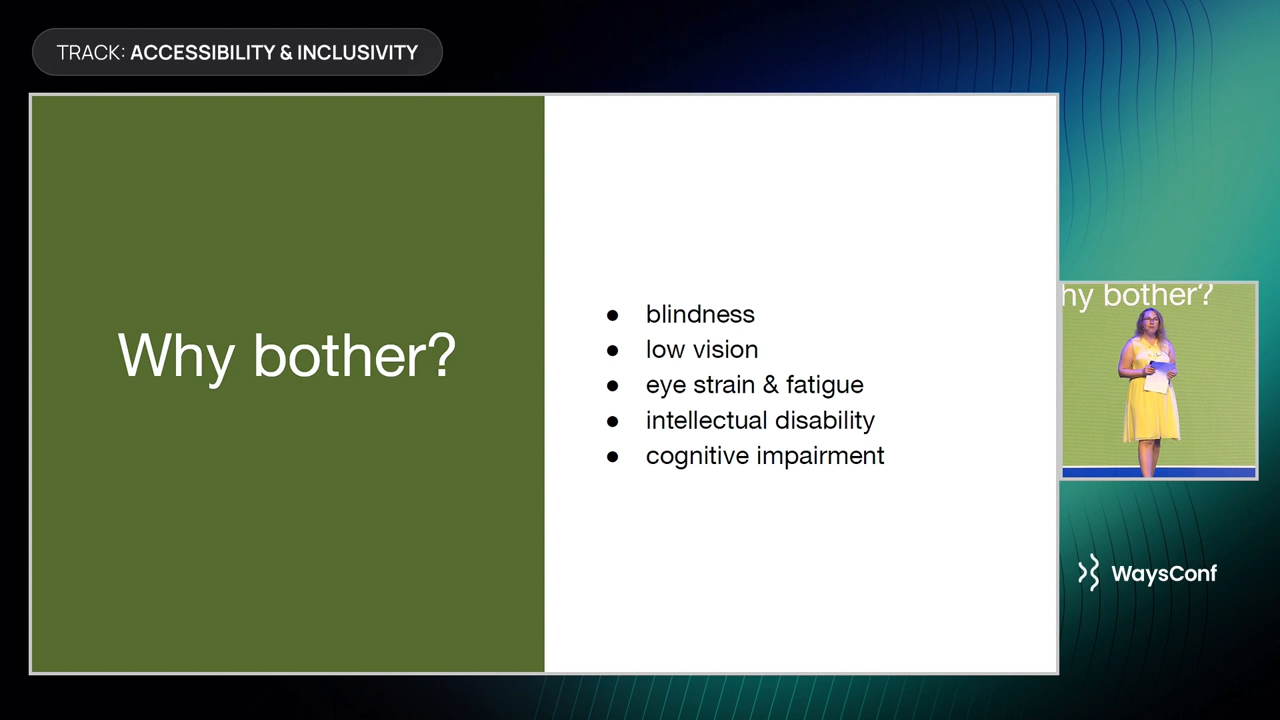 TRACK: ACCESSIBILITY & INCLUSIVITY
Why bother?
● blindness
● low vision
● eye strain & fatigue
● intellectual disability
● cognitive impairment
hy bother?
WaysConf